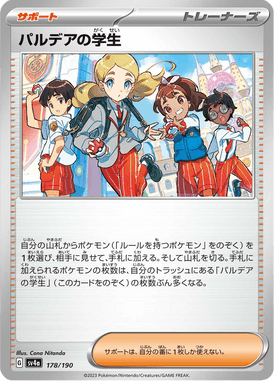 サポート
トレーナーズ
パルデアの学生
自分の山札からポケモン(「ルールを持つポケモン」をのぞく)を
1枚選び、相手に見せて、手札に加える。そして山札を切る。手札
に加えられるポケモンの枚数は、自分のトラッシュにある「パルデア
の学生」(このカードをのぞく)の枚数ぶん多くなる。
Illus. Cona Nitanda
サポートは、自分の番に1枚しか使えない。
G sv4a 178/190
©2023 Pokémon/Nintendo/Creatures/GAME FREAK.